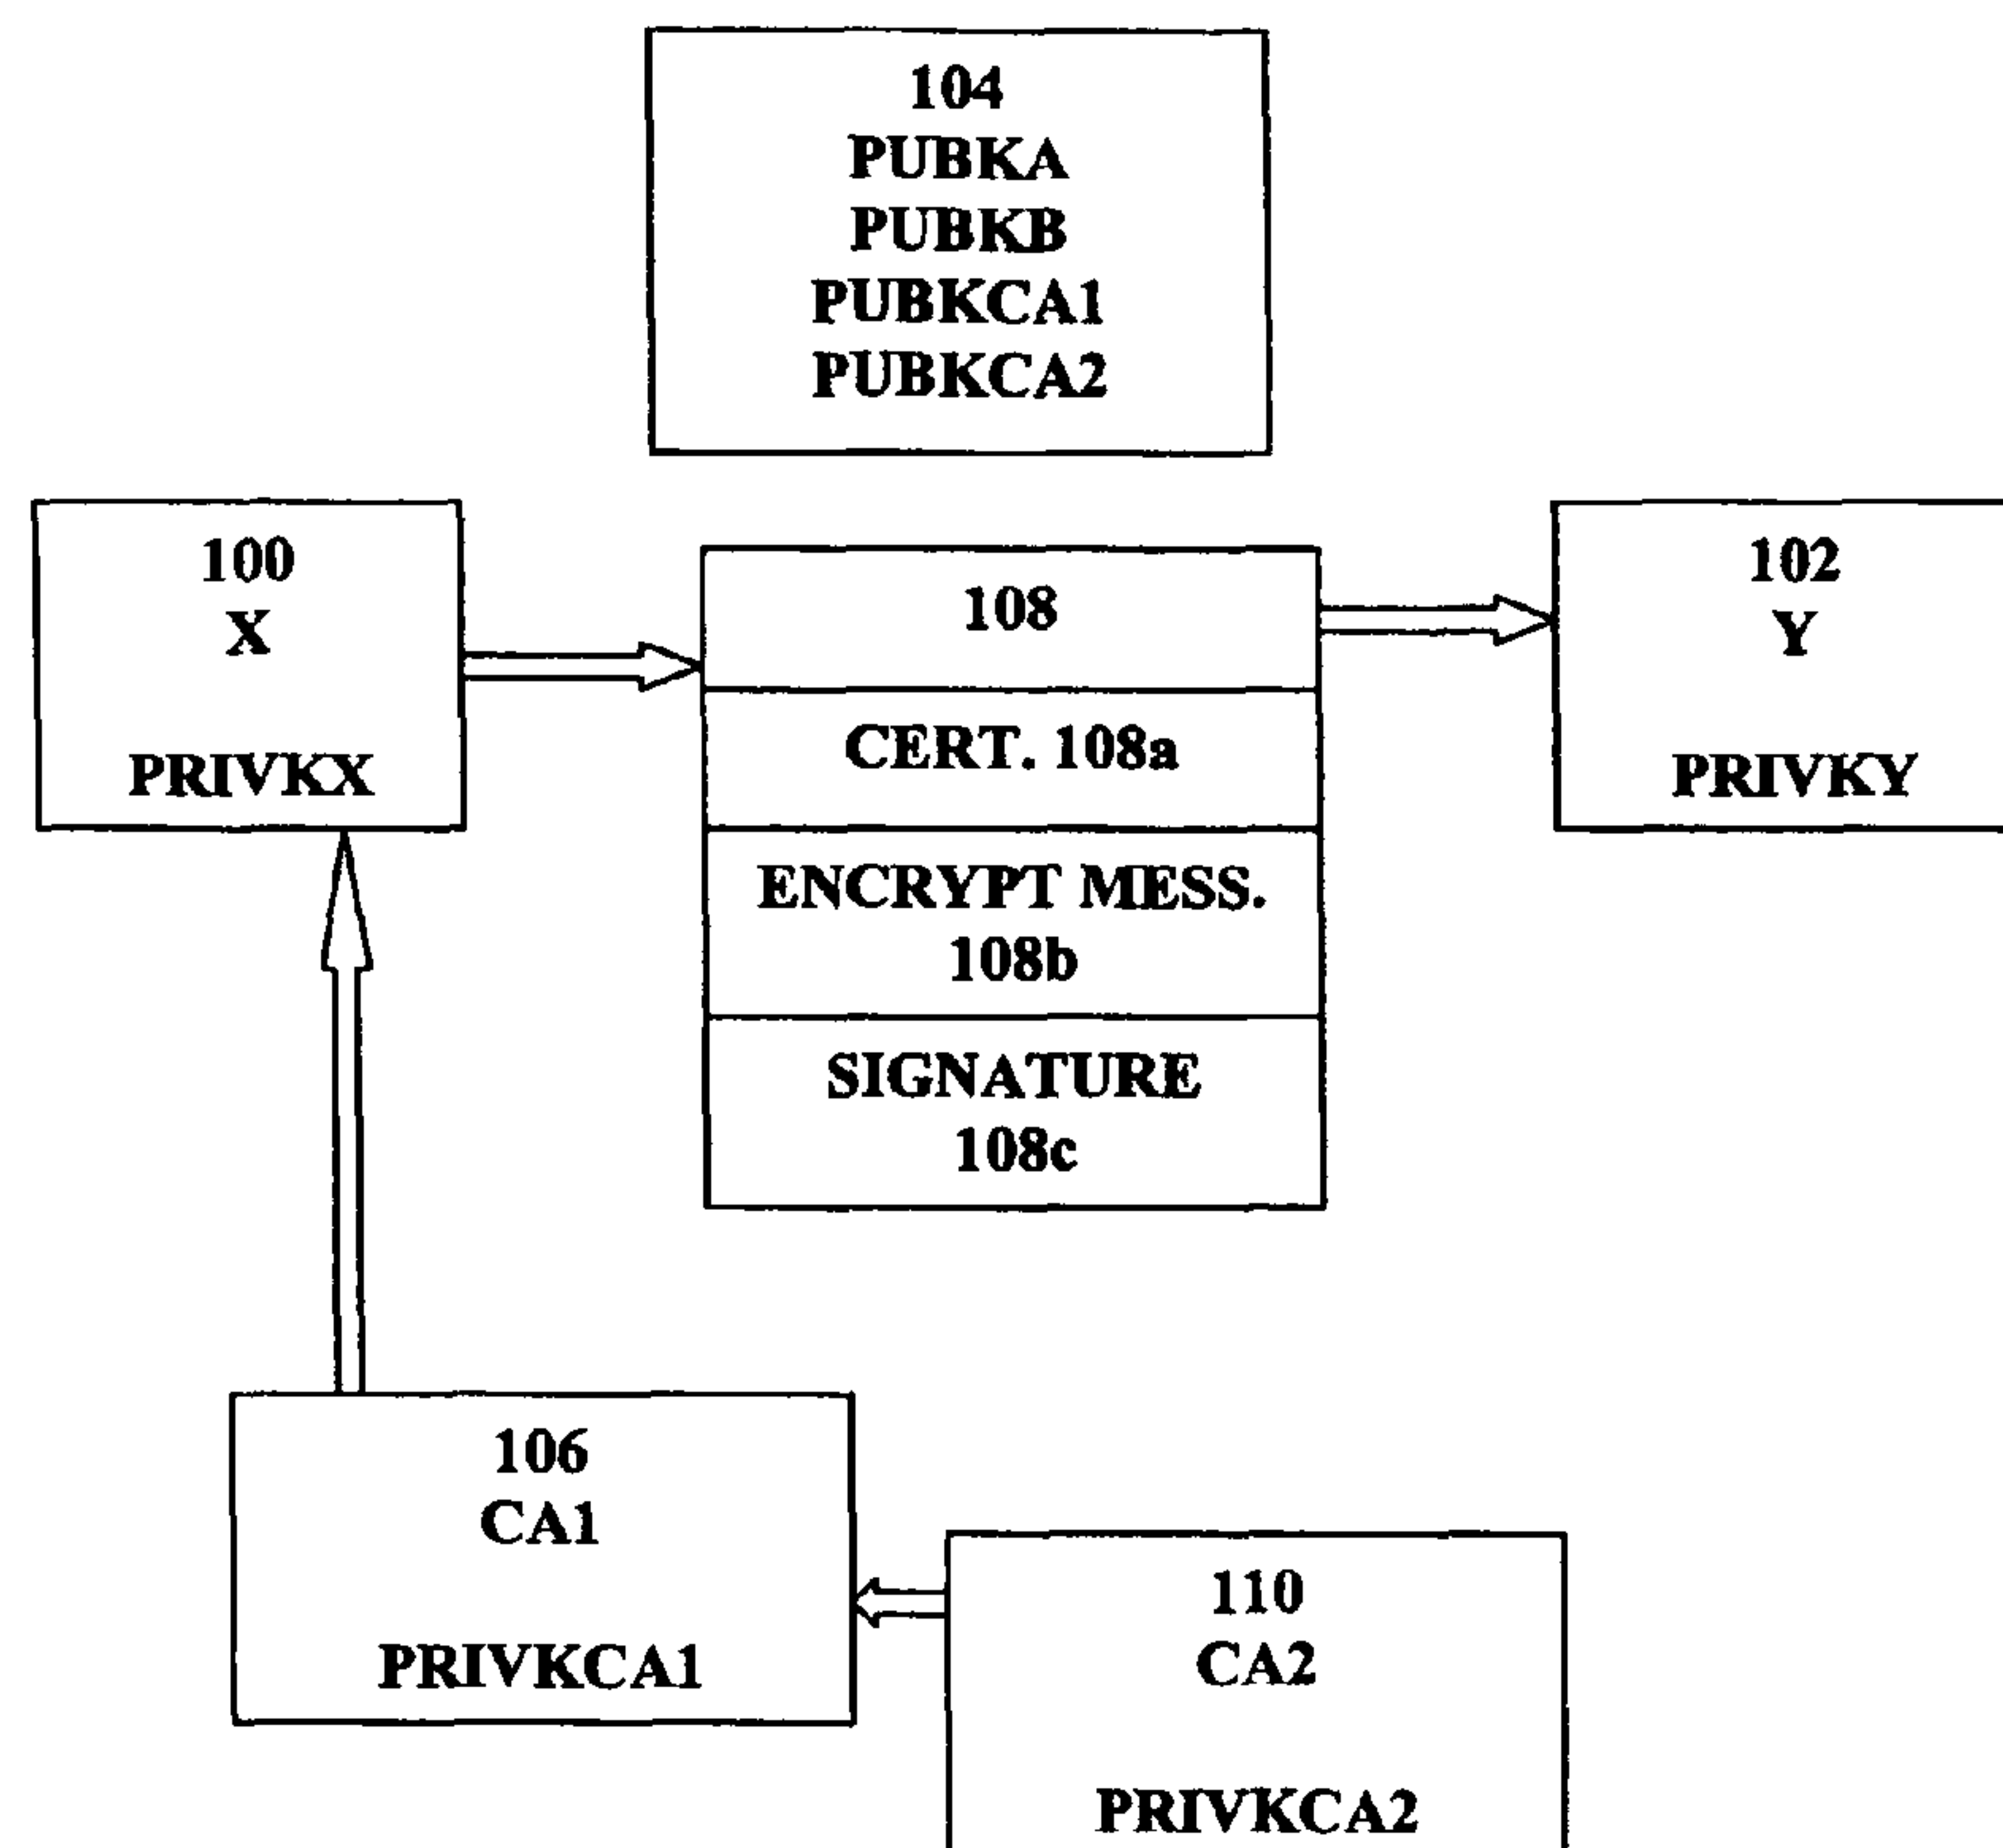 104
PUBKA
PUBKB
PUBKCA1
PUBKCA2
100
X
PRIVKX
108
CERT. 108a
ENCRYPT MESS.
108b
SIGNATURE
108c
102
Y
PRIVKY
106
CA1
PRIVKCA1
110
CA2
PRIVKCA2